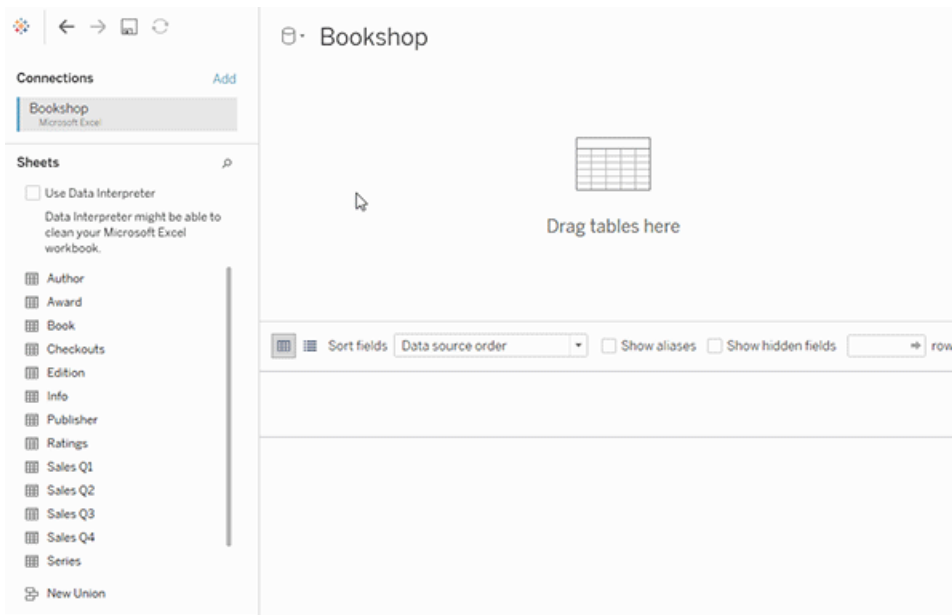 Bookshop
Connections
Add
Bookshop
Microsoft Excel
Sheets
Use Data Interpreter
Data Interpreter might be able to
clean your Microsoft Excel
workbook.
Author
Award
Book
Checkouts
Edition
Info
Publisher
Ratings
Sales Q1
Sales Q2
Sales Q3
Sales Q4
Series
New Union
Drag tables here
Sort fields
Data source order
Show aliases
Show hidden fields
row